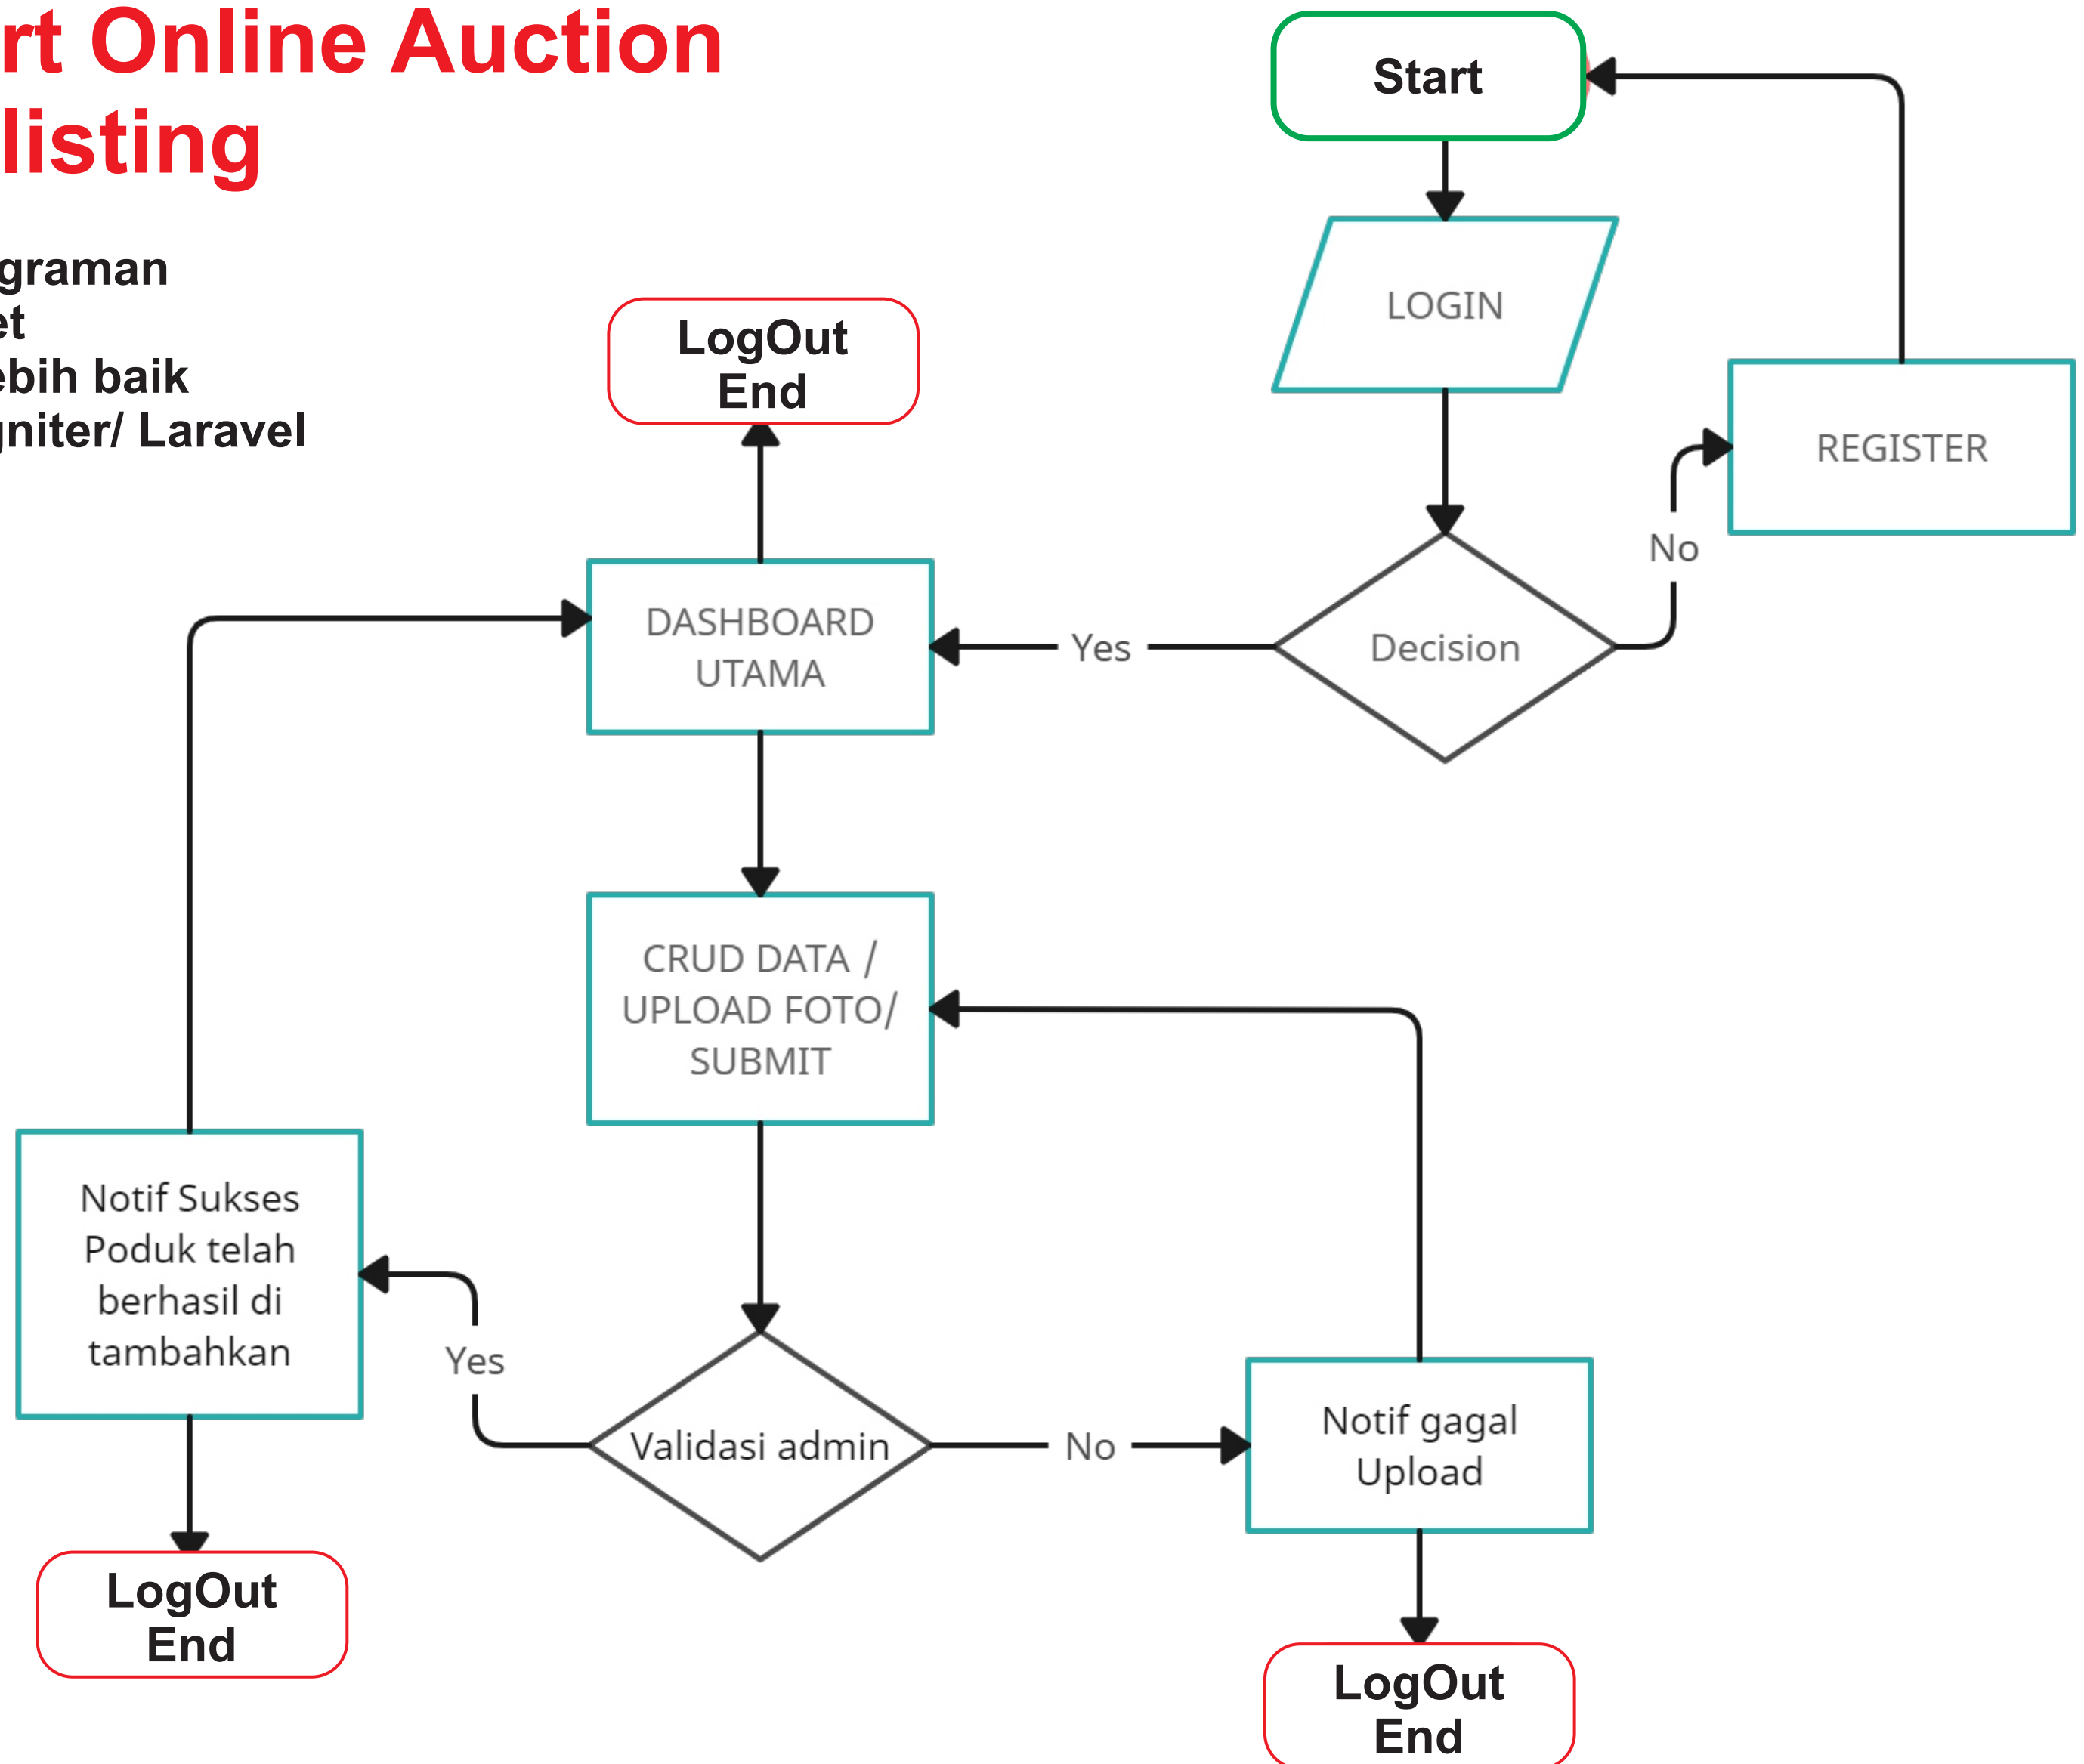 rt Online Auction
listing
graman
et
ebih baik
gniter/ Laravel
Start
LOGIN
REGISTER
No
Decision
Yes
LogOut
End
DASHBOARD
UTAMA
CRUD DATA /
UPLOAD FOTO/
SUBMIT
Validasi admin
Yes
Notif Sukses
Poduk telah
berhasil di
tambahkan
LogOut
End
No
Notif gagal
Upload
LogOut
End